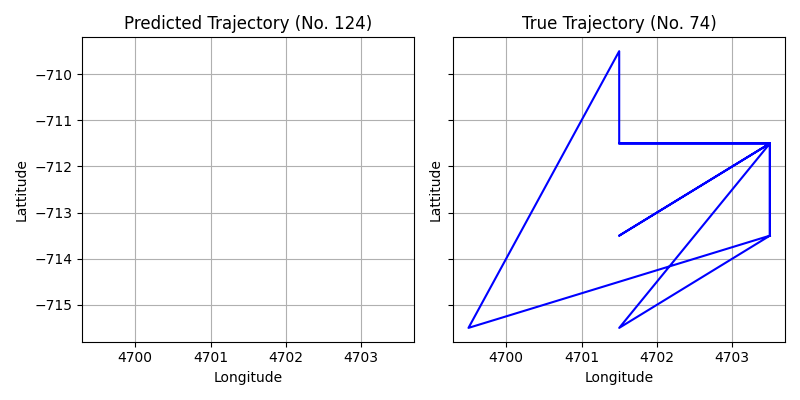 Predicted Trajectory (No. 124)
True Trajectory (No. 74)
−710
−711
−712
−713
−714
−715
Lattitude
Lattitude
4700 4701 4702 4703
4700 4701 4702 4703
Longitude
Longitude